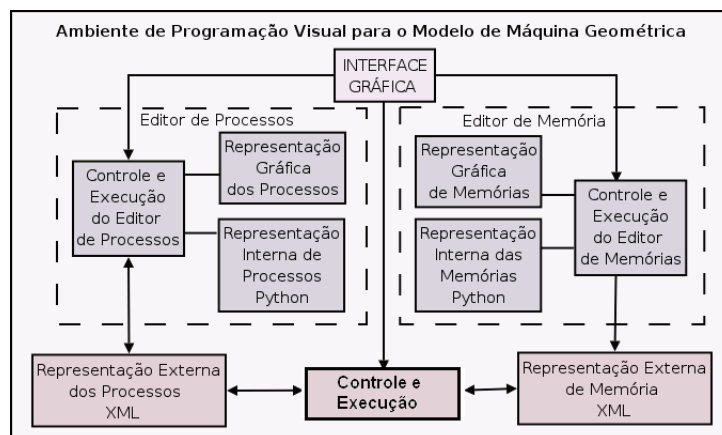 Ambiente de Programação Visual para o Modelo de Máquina Geométrica
INTERFACE
GRÁFICA
Editor de Processos
Representação
Gráfica
dos Processos
Controle e
Execução
do Editor
de Processos
Representação
Interna de
Processos
Python
Editor de Memória
Representação
Gráfica
de Memórias
Controle e
Execução
do Editor
de Memórias
Representação
Interna das
Memórias
Python
Representação Externa
dos Processos
XML
Controle e
Execução
Representação Externa
de Memória
XML